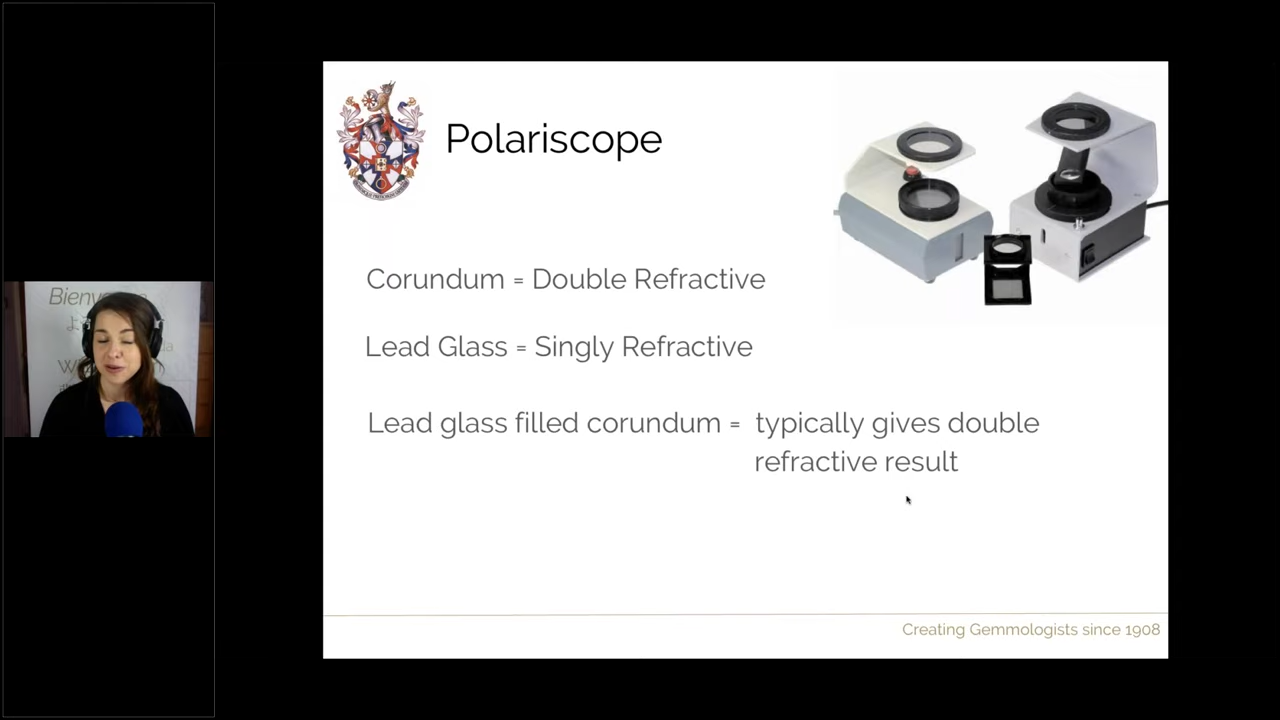 Polariscope
Corundum = Double Refractive
Lead Glass = Singly Refractive
Lead glass filled corundum = typically gives double
refractive result
Creating Gemmologists since 1908